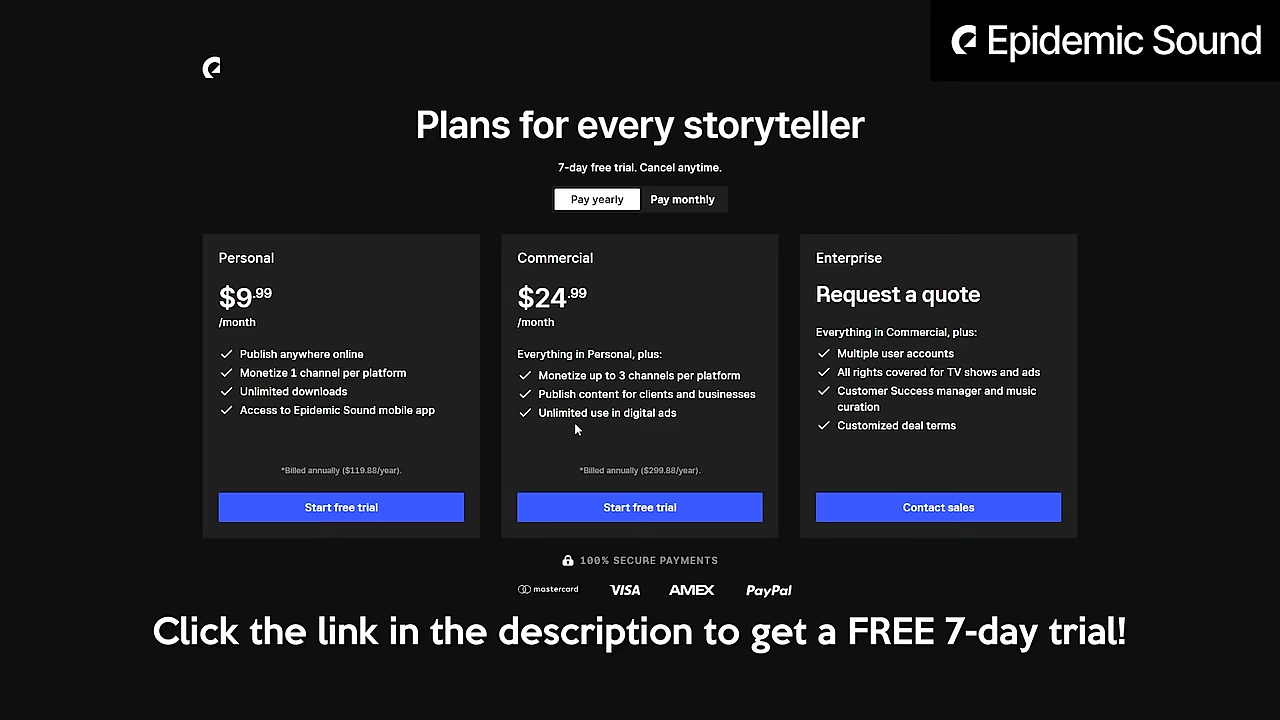 Epidemic Sound
Plans for every storyteller
7-day free trial. Cancel anytime.
Pay yearly
Pay monthly
Personal
$9.99
/month
Publish anywhere online
Monetize 1 channel per platform
Unlimited downloads
Access to Epidemic Sound mobile app
*Billed annually ($119.88/year).
Start free trial
Commercial
$24.99
/month
Everything in Personal, plus:
Monetize up to 3 channels per platform
Publish content for clients and businesses
Unlimited use in digital ads
*Billed annually ($299.88/year).
Start free trial
Enterprise
Request a quote
Everything in Commercial, plus:
Multiple user accounts
All rights covered for TV shows and ads
Customer Success manager and music
curation
Customized deal terms
Contact sales
100% SECURE PAYMENTS
mastercard
VISA
AMEX
PayPal
Click the link in the description to get a FREE 7-day trial!